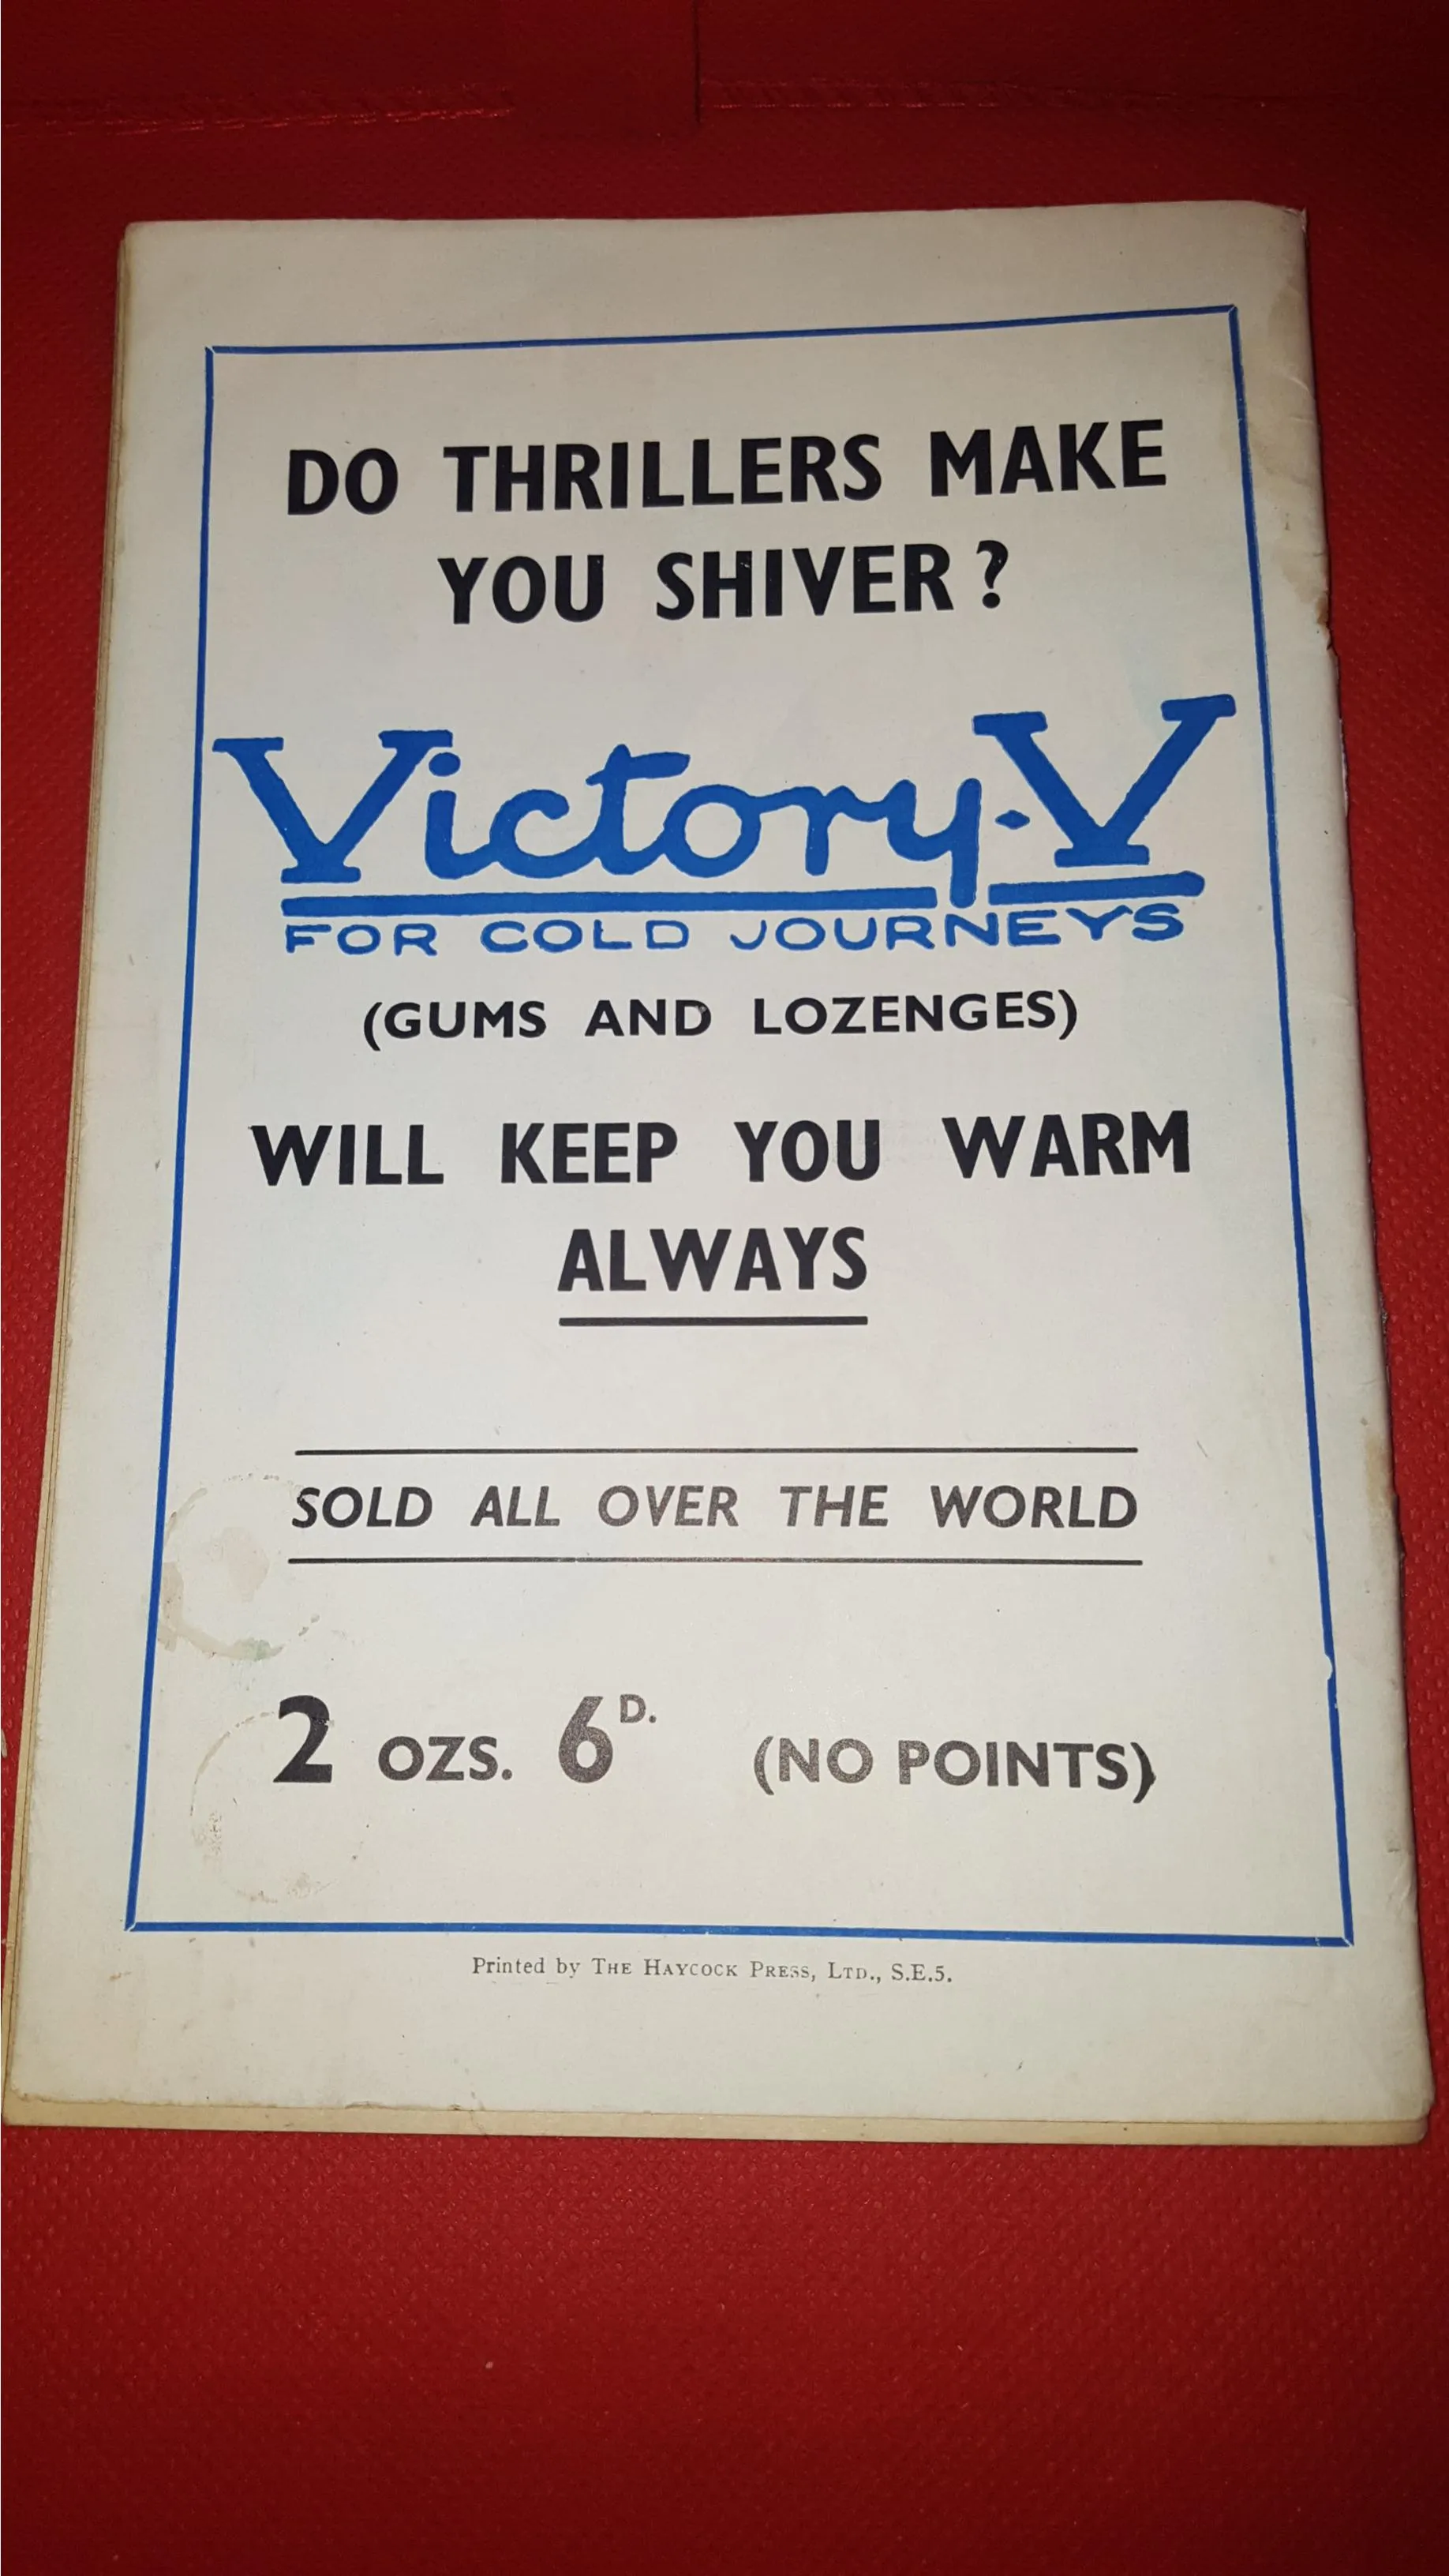 DO THRILLERS MAKE
YOU SHIVER?
Victory-V
FOR COLD JOURNEYS
(GUMS AND LOZENGES)
WILL KEEP YOU WARM
ALWAYS
SOLD ALL OVER THE WORLD
2 OZS. 6D. (NO POINTS)
Printed by THE HAYCOCK PRESS, LTD., S.E.5.